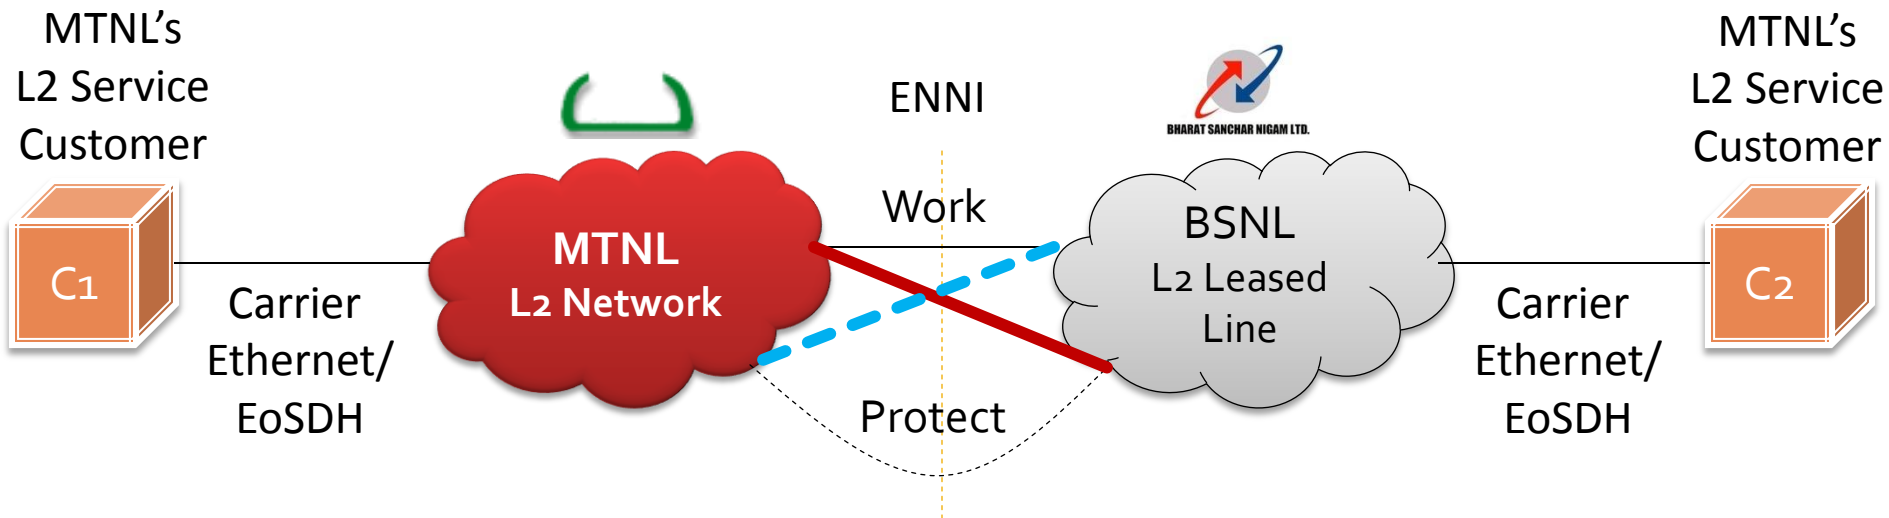 MTNL’s
L2 Service
Customer
C1
Carrier
Ethernet/
EoSDH
MTNL
L2 Network
ENNI
Work
Protect
BHARAT SANCHAR NIGAM LTD.
BSNL
L2 Leased
Line
Carrier
Ethernet/
EoSDH
MTNL’s
L2 Service
Customer
C2